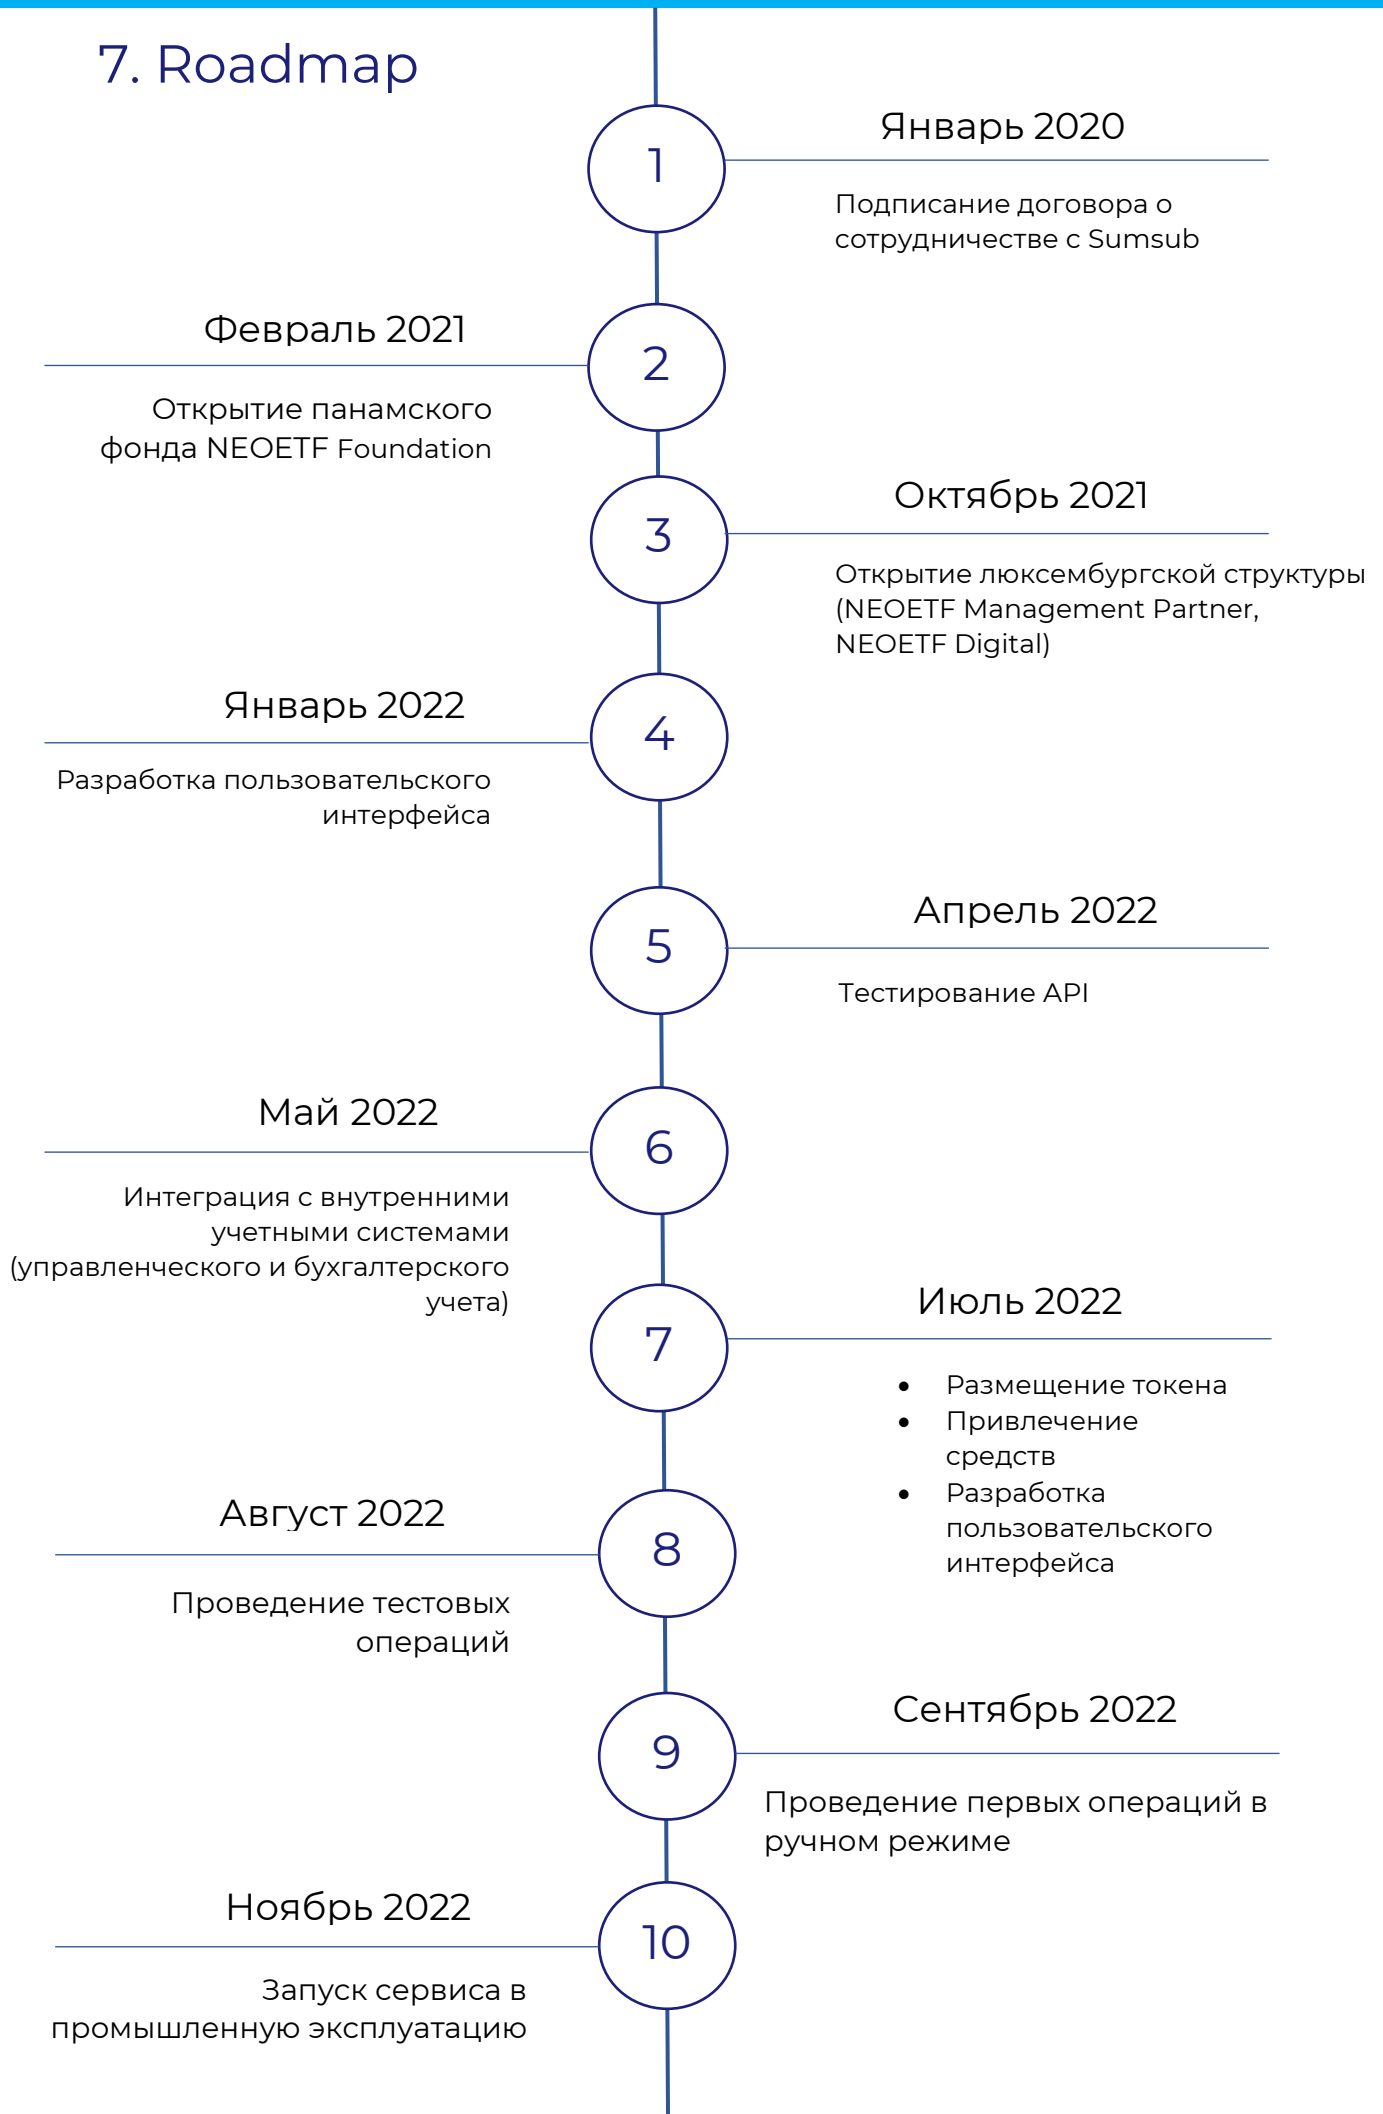 7. Roadmap
1
Январь 2020
Подписание договора о
сотрудничестве с Sumsub
Февраль 2021
2
Открытие панамского
фонда NEOETF Foundation
3
Октябрь 2021
Открытие люксембургской структуры
(NEOETF Management Partner,
NEOETF Digital)
Январь 2022
4
Разработка пользовательского
интерфейса
5
Апрель 2022
Тестирование API
Май 2022
6
Интеграция с внутренними
учетными системами
(управленческого и бухгалтерского
учета)
7
Июль 2022
• Размещение токена
• Привлечение
средств
• Разработка
пользовательского
интерфейса
Август 2022
8
Проведение тестовых
операций
9
Сентябрь 2022
Проведение первых операций в
ручном режиме
Ноябрь 2022
10
Запуск сервиса в
промышленную эксплуатацию